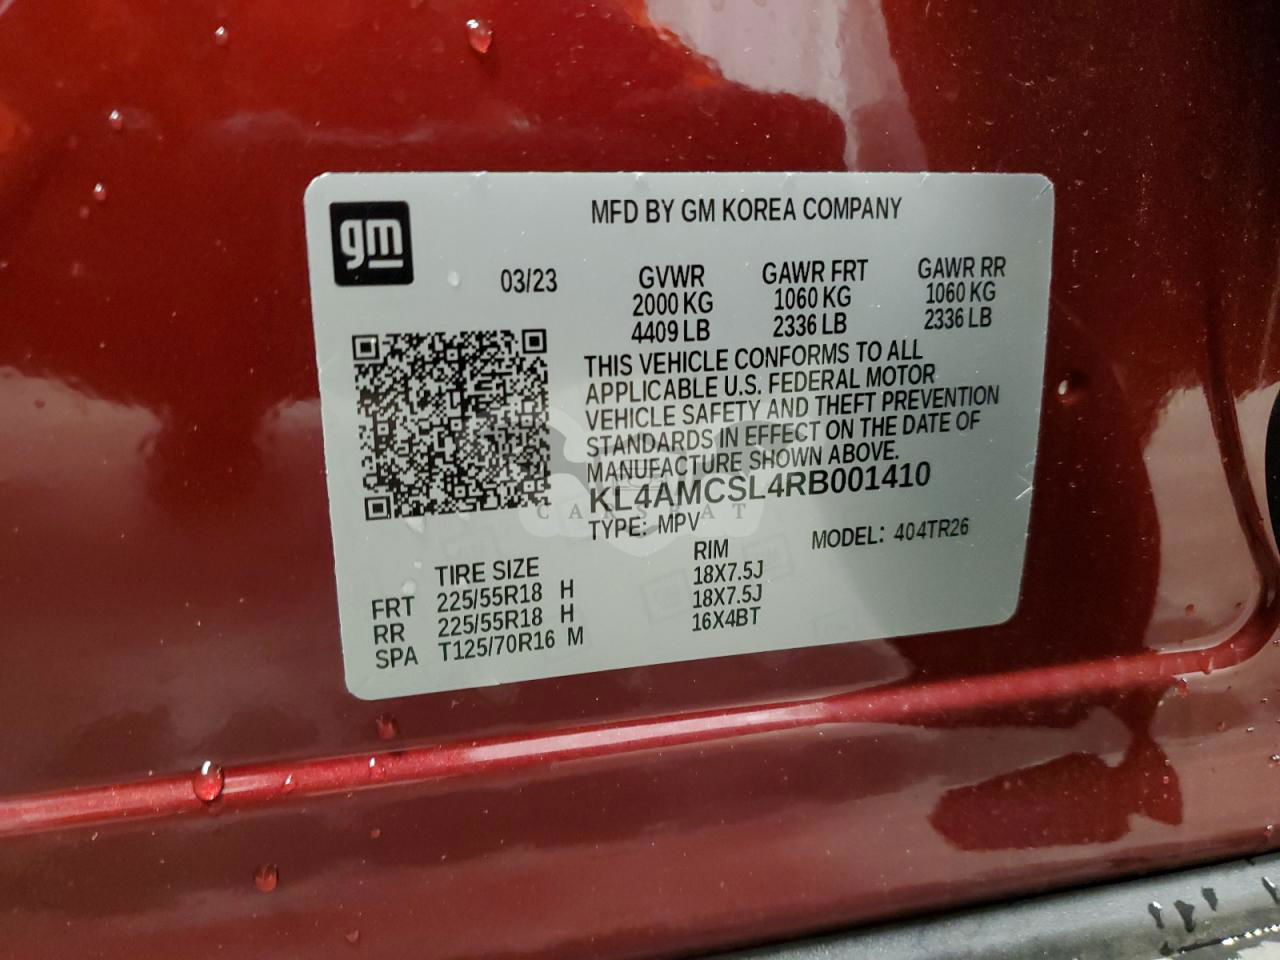 gm
MFD BY GM KOREA COMPANY
03/23
GVWR GAWR FRT GAWR RR
2000 KG 1060 KG 1060 KG
4409 LB 2336 LB 2336 LB
THIS VEHICLE CONFORMS TO ALL
APPLICABLE U.S. FEDERAL MOTOR
VEHICLE SAFETY AND THEFT PREVENTION
STANDARDS IN EFFECT ON THE DATE OF
MANUFACTURE SHOWN ABOVE.
KL4AMCSL4RB001410
CARSTAT
TYPE: MPV MODEL: 404TR26
TIRE SIZE RIM
FRT 225/55R18 H 18X7.5J
RR 225/55R18 H 18X7.5J
SPA T125/70R16 M 16X4BT